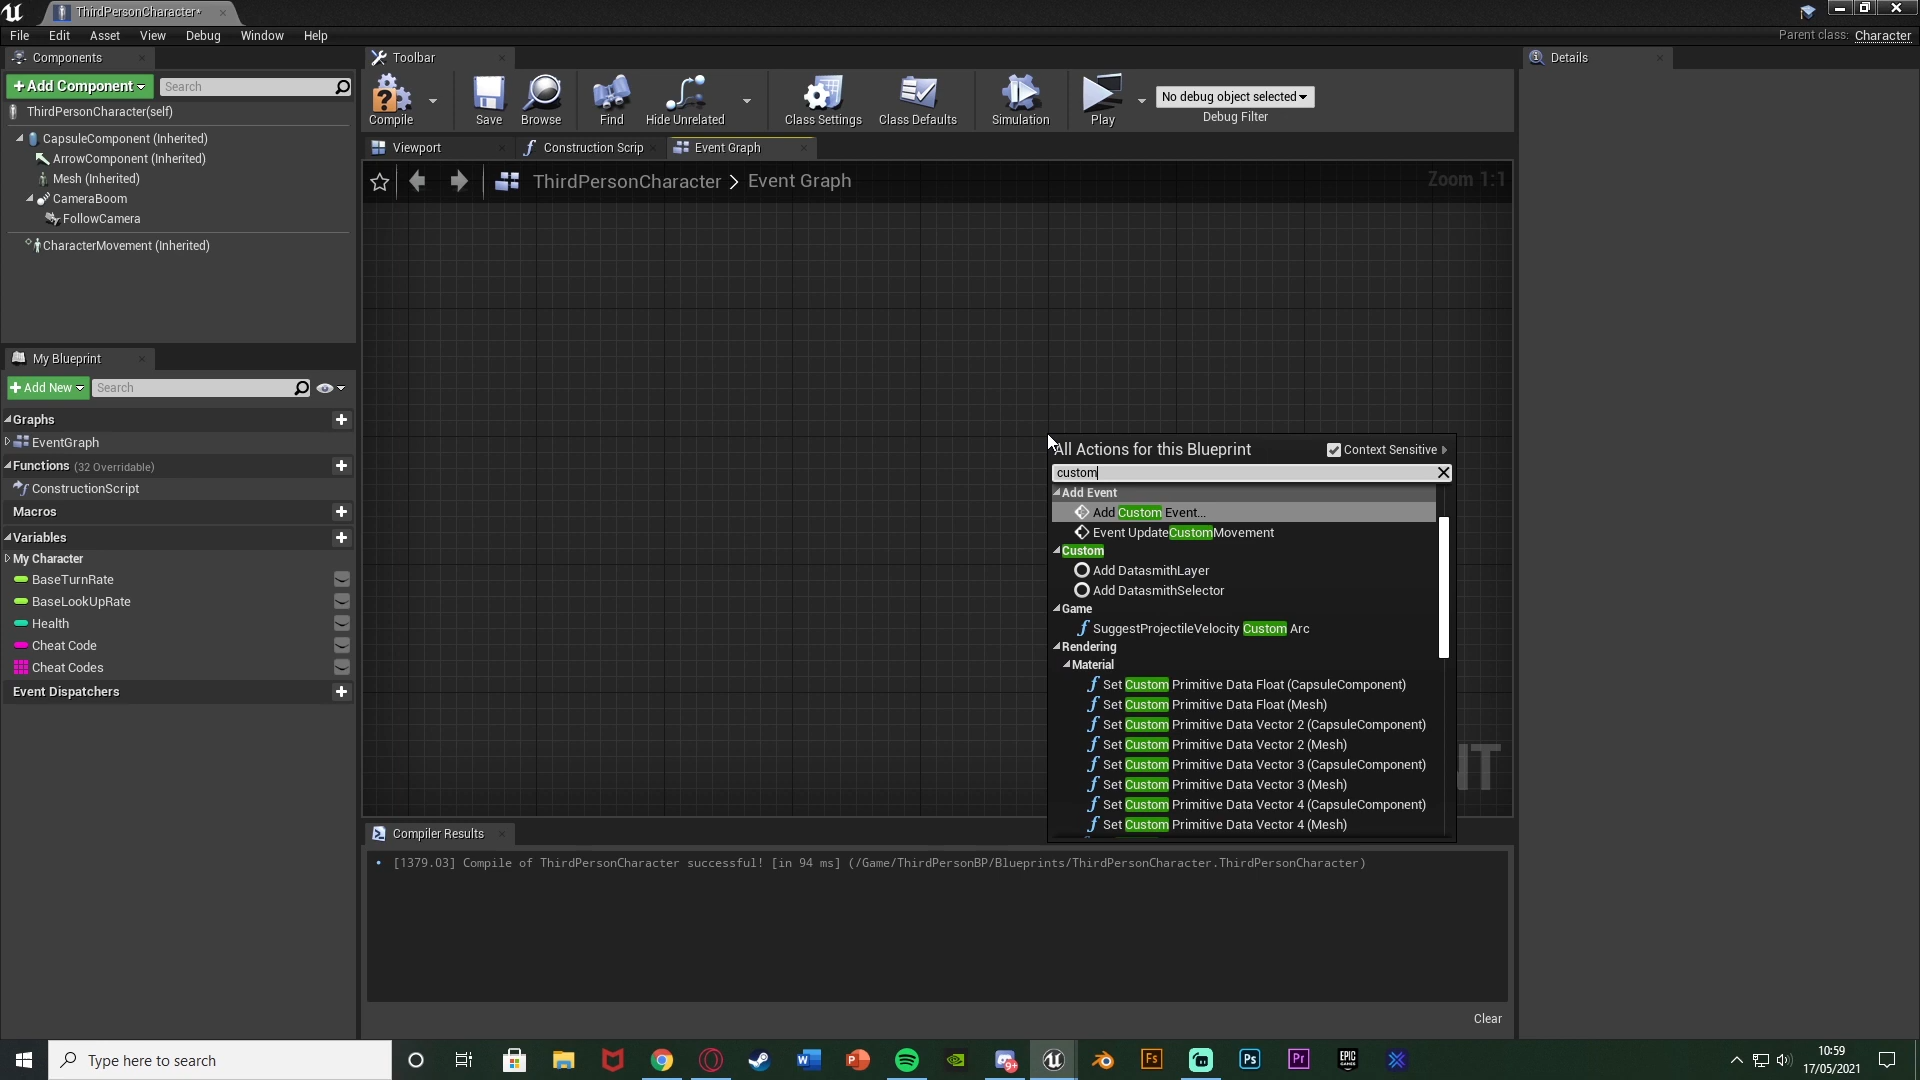 ThirdPersonCharacter*
File Edit Asset View Debug Window Help
Parent class: Character
Components
Toolbar
Details
Add Component
Search
ThirdPersonCharacter(self)
CapsuleComponent (Inherited)
ArrowComponent (Inherited)
Mesh (Inherited)
CameraBoom
FollowCamera
CharacterMovement (Inherited)
Compile
Save
Browse
Find
Hide Unrelated
Class Settings
Class Defaults
Simulation
Play
No debug object selected
Debug Filter
Viewport
Construction Scrip
Event Graph
ThirdPersonCharacter > Event Graph
Zoom 1:1
My Blueprint
Add New
Search
Graphs
EventGraph
Functions (32 Overridable)
ConstructionScript
Macros
Variables
My Character
BaseTurnRate
BaseLookUpRate
Health
Cheat Code
Cheat Codes
Event Dispatchers
All Actions for this Blueprint
Context Sensitive
custom
Add Event
Add Custom Event...
Event UpdateCustomMovement
Custom
Add DatasmithLayer
Add DatasmithSelector
Game
SuggestProjectileVelocity Custom Arc
Rendering
Material
Set Custom Primitive Data Float (CapsuleComponent)
Set Custom Primitive Data Float (Mesh)
Set Custom Primitive Data Vector 2 (CapsuleComponent)
Set Custom Primitive Data Vector 2 (Mesh)
Set Custom Primitive Data Vector 3 (CapsuleComponent)
Set Custom Primitive Data Vector 3 (Mesh)
Set Custom Primitive Data Vector 4 (CapsuleComponent)
Set Custom Primitive Data Vector 4 (Mesh)
NT
Compiler Results
[1379.03] Compile of ThirdPersonCharacter successful! [in 94 ms] (/Game/ThirdPersonBP/Blueprints/ThirdPersonCharacter.ThirdPersonCharacter)
Clear
Type here to search
W
P
9+
Fs
Ps
Pr
EPIC GAMES
10:59
17/05/2021